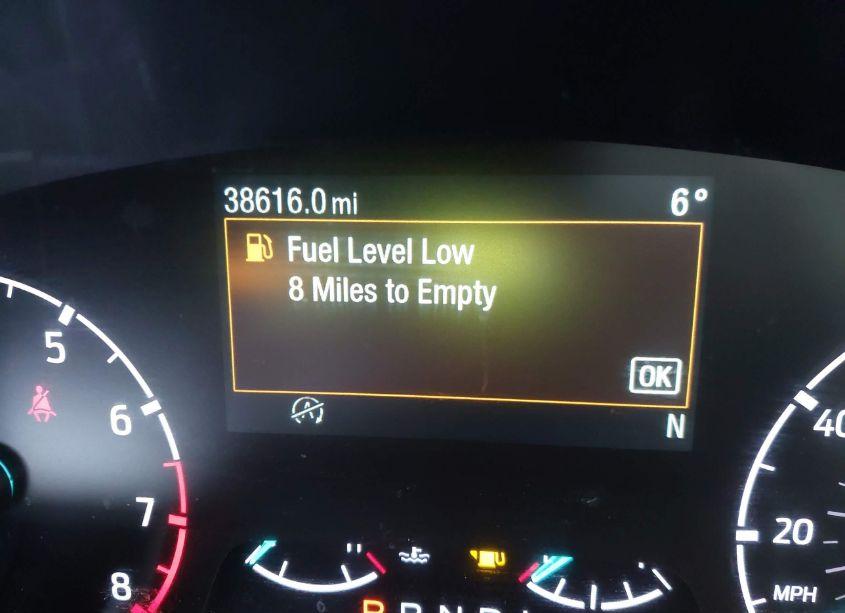 38616.0 mi 6°
Fuel Level Low
8 Miles to Empty
OK
A
N
5
6
7
8
40
20
MPH
H
P R N D L